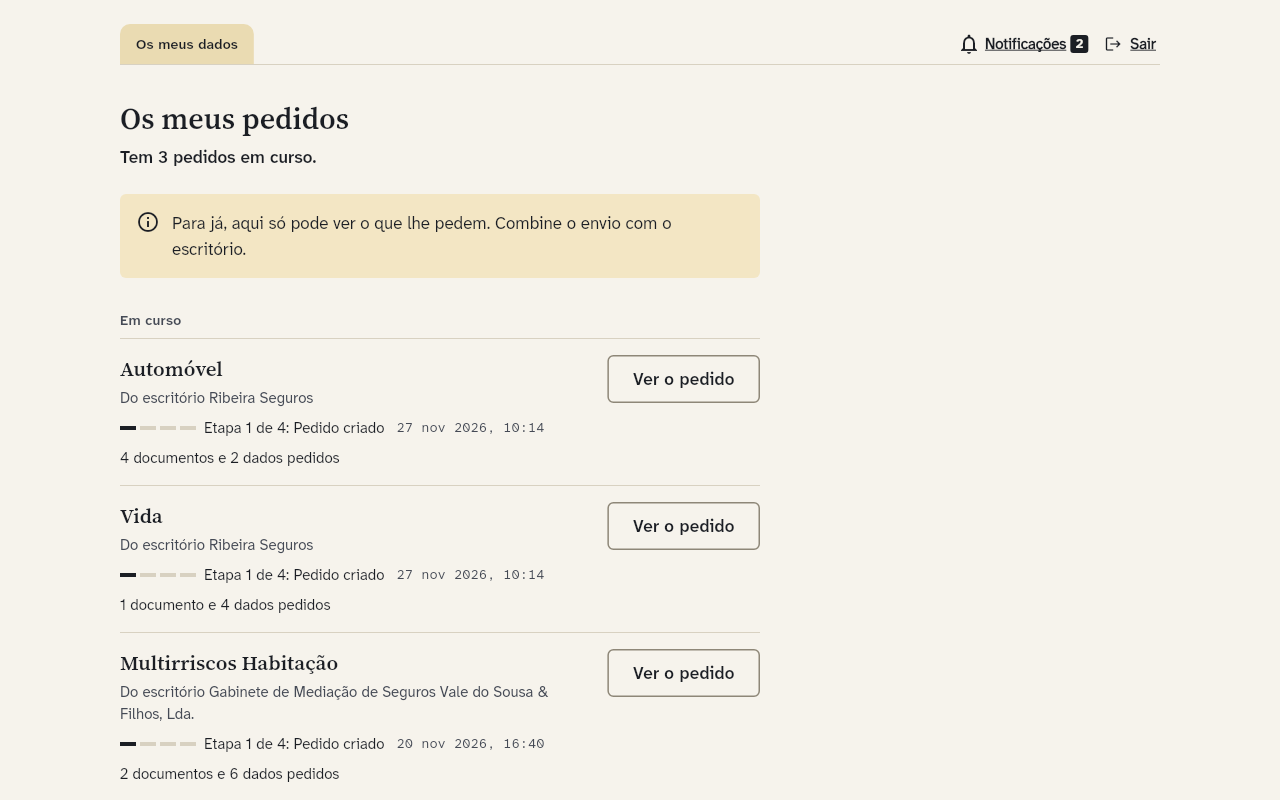 Os meus dados
Notificações 2
Sair
Os meus pedidos
Tem 3 pedidos em curso.
Para já, aqui só pode ver o que lhe pedem. Combine o envio com o
escritório.
Em curso
Automóvel
Ver o pedido
Do escritório Ribeira Seguros
Etapa 1 de 4: Pedido criado 27 nov 2026, 10:14
4 documentos e 2 dados pedidos
Vida
Ver o pedido
Do escritório Ribeira Seguros
Etapa 1 de 4: Pedido criado 27 nov 2026, 10:14
1 documento e 4 dados pedidos
Multirriscos Habitação
Ver o pedido
Do escritório Gabinete de Mediação de Seguros Vale do Sousa &
Filhos, Lda.
Etapa 1 de 4: Pedido criado 20 nov 2026, 16:40
2 documentos e 6 dados pedidos